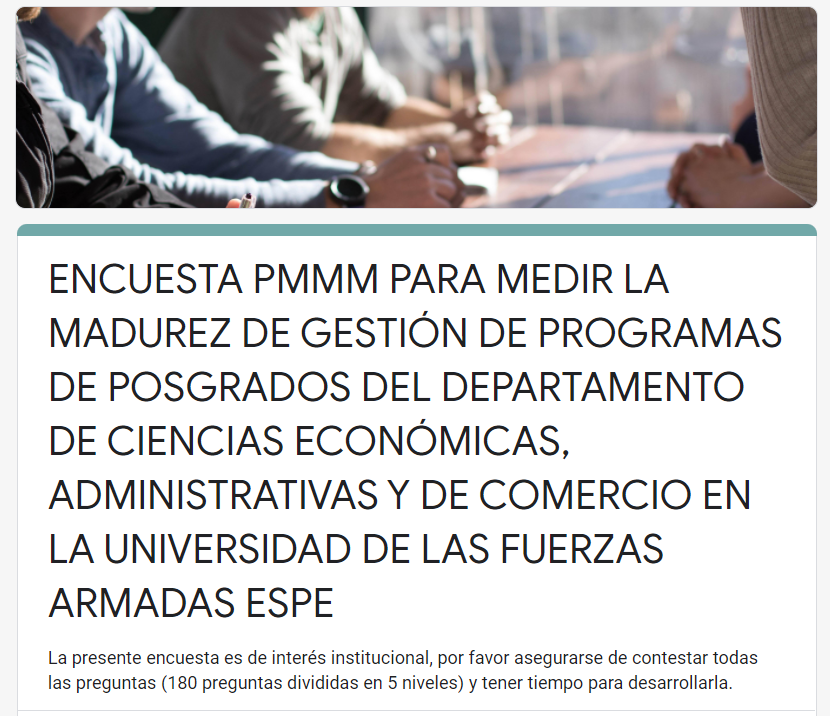 ENCUESTA PMMM PARA MEDIR LA
MADUREZ DE GESTIÓN DE PROGRAMAS
DE POSGRADOS DEL DEPARTAMENTO
DE CIENCIAS ECONÓMICAS,
ADMINISTRATIVAS Y DE COMERCIO EN
LA UNIVERSIDAD DE LAS FUERZAS
ARMADAS ESPE
La presente encuesta es de interés institucional, por favor asegurarse de contestar todas
las preguntas (180 preguntas divididas en 5 niveles) y tener tiempo para desarrollarla.